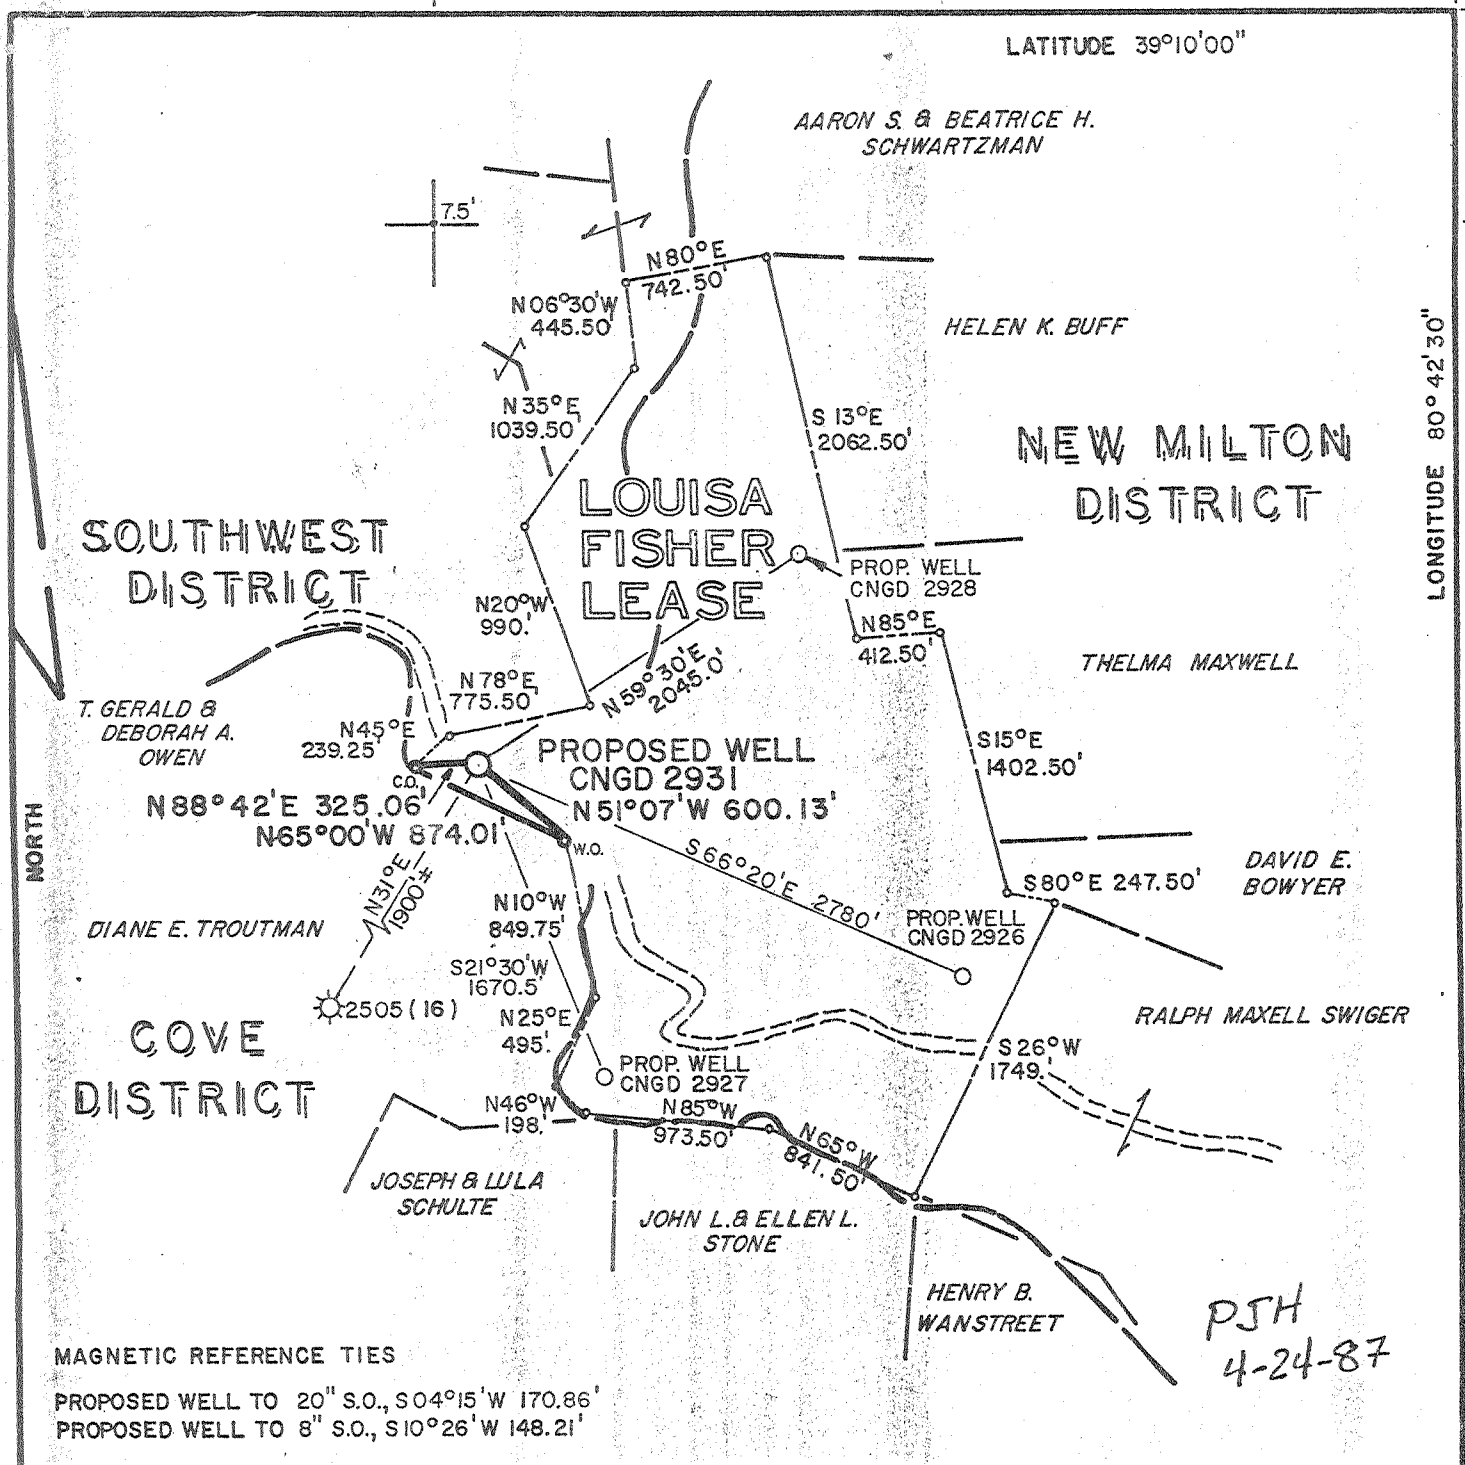 LATITUDE 39°10'00"
AARON S. & BEATRICE H.
SCHWARTZMAN
7.5'
N80°E
742.50'
N06°30'W
445.50'
HELEN K. BUFF
LONGITUDE 80°42'30"
N35°E
1039.50'
S13°E
2062.50'
NEW MILTON
DISTRICT
LOUISA
FISHER
LEASE
SOUTHWEST
DISTRICT
PROP. WELL
CNGD 2928
N20°W
990.'
N85°E
412.50'
THELMA MAXWELL
N78°E
775.50'
N59°30'E
2045.0'
T. GERALD &
DEBORAH A.
OWEN
N45°E
239.25'
C.O.
PROPOSED WELL
CNGD 2931
S15°E
1402.50'
N88°42'E 325.06'
N51°07'W 600.13'
N65°00'W 874.01'
W.O.
NORTH
S66°20'E 2780'
DAVID E.
BOWYER
S80°E 247.50'
N31°E
1900'±
N10°W
849.75'
PROP. WELL
CNGD 2926
DIANE E. TROUTMAN
S21°30'W
1670.5'
2505 (16)
N25°E
495.'
RALPH MAXELL SWIGER
COVE
DISTRICT
S26°W
1749.'
PROP. WELL
CNGD 2927
N46°W
198.'
N85°W
973.50'
N65°W
841.50'
JOSEPH & LULA
SCHULTE
JOHN L. & ELLEN L.
STONE
HENRY B.
WANSTREET
PJH
4-24-87
MAGNETIC REFERENCE TIES
PROPOSED WELL TO 20" S.O., S04°15'W 170.86'
PROPOSED WELL TO 8" S.O., S10°26'W 148.21'